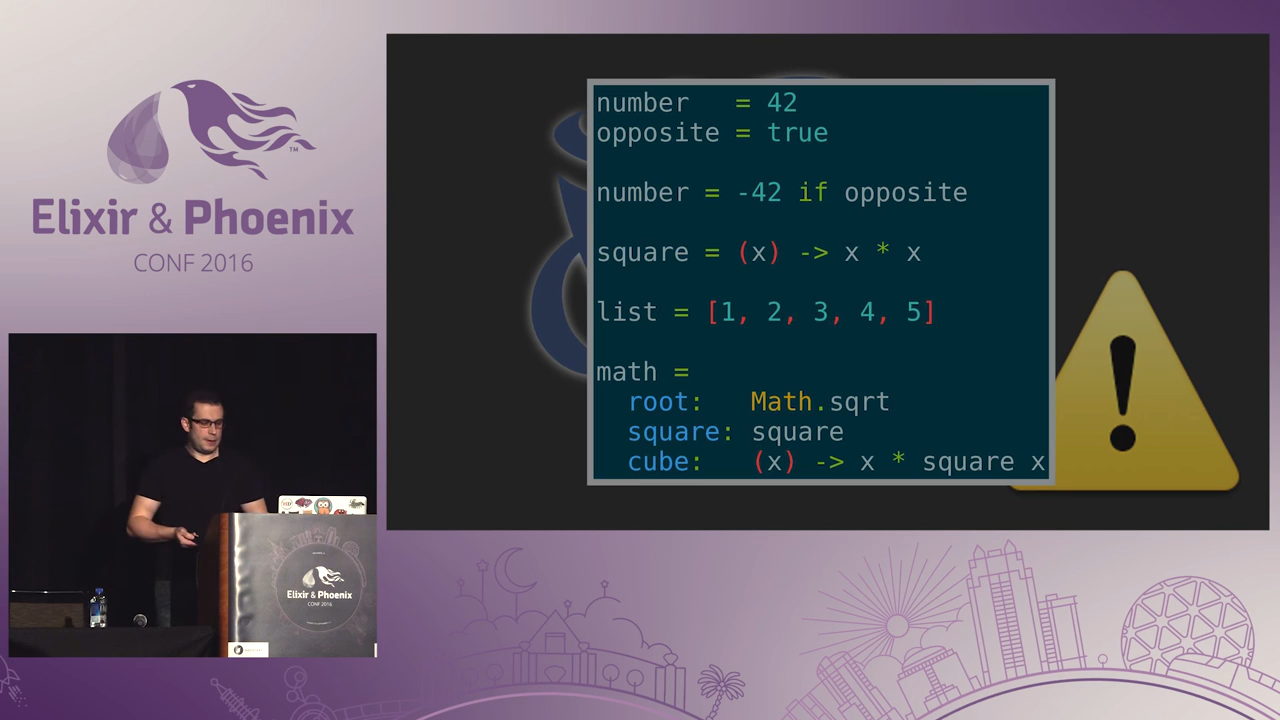 TM
Elixir & Phoenix
CONF 2016
number   = 42
opposite = true
number = -42 if opposite
square = (x) -> x * x
list = [1, 2, 3, 4, 5]
math =
  root:   Math.sqrt
  square: square
  cube:   (x) -> x * square x
Elixir & Phoenix
CONF 2016